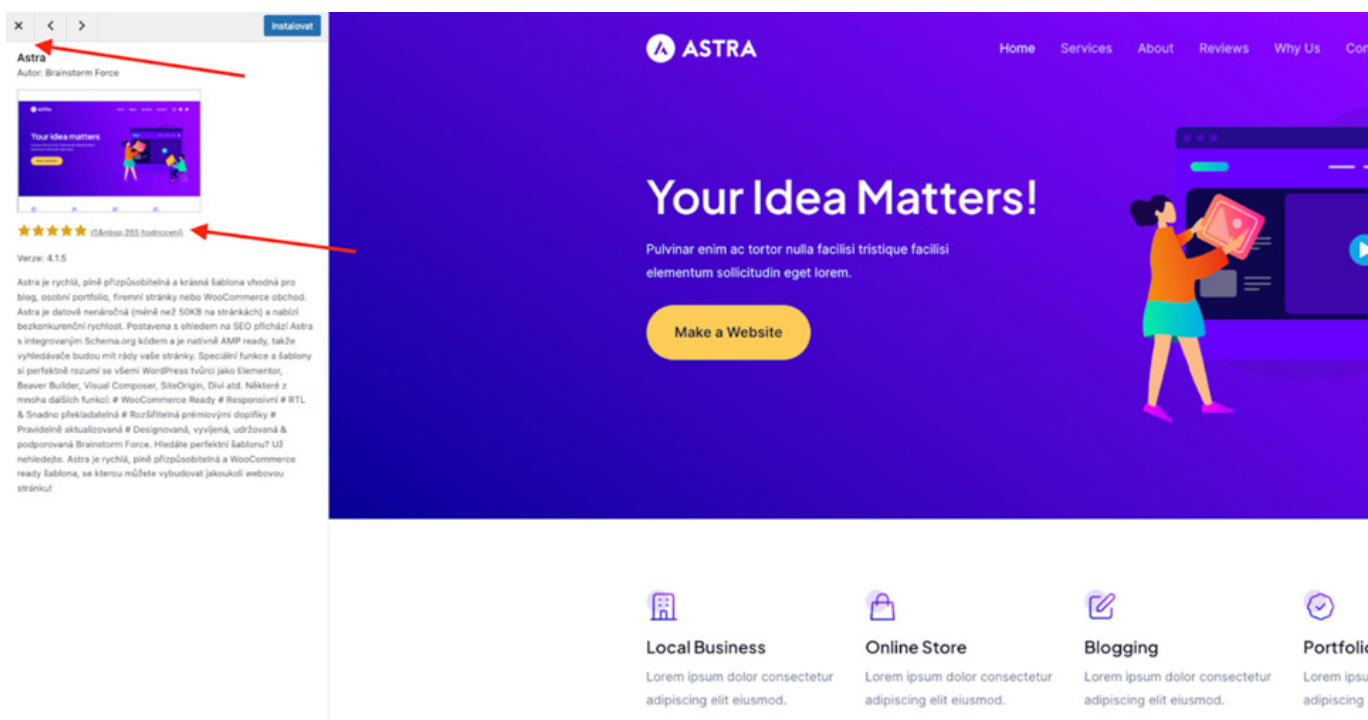 Instalovat
Astra
Autor: Brainstorm Force
Your idea matters
(5&nbsp;265 hodnocení)
Verze: 4.1.5
Astra je rychlá, plně přizpůsobitelná a krásná šablona vhodná pro
blog, osobní portfolio, firemní stránky nebo WooCommerce obchod.
Astra je datově nenáročná (méně než 50KB na stránkách) a nabízí
bezkonkurenční rychlost. Postavena s ohledem na SEO přichází Astra
s integrovaným Schema.org kódem a je nativně AMP ready, takže
vyhledávače budou mít rády vaše stránky. Speciální funkce a šablony
si perfektně rozumí se všemi WordPress tvůrci jako Elementor,
Beaver Builder, Visual Composer, SiteOrigin, Divi atd. Některé z
mnoha dalších funkcí: # WooCommerce Ready # Responsivní # RTL
& Snadno překladatelná # Rozšiřitelná prémiovými doplňky #
Pravidelně aktualizovaná # Designovaná, vyvíjená, udržovaná &
podporovaná Brainstorm Force. Hledáte perfektní šablonu? Už
nehledejte. Astra je rychlá, plně přizpůsobitelná a WooCommerce
ready šablona, se kterou můžete vybudovat jakoukoli webovou
stránku!
ASTRA
Home Services About Reviews Why Us Con
Your Idea Matters!
Pulvinar enim ac tortor nulla facilisi tristique facilisi
elementum sollicitudin eget lorem.
Make a Website
Local Business
Lorem ipsum dolor consectetur
adipiscing elit eiusmod.
Online Store
Lorem ipsum dolor consectetur
adipiscing elit eiusmod.
Blogging
Lorem ipsum dolor consectetur
adipiscing elit eiusmod.
Portfolio
Lorem ipsu
adipiscing